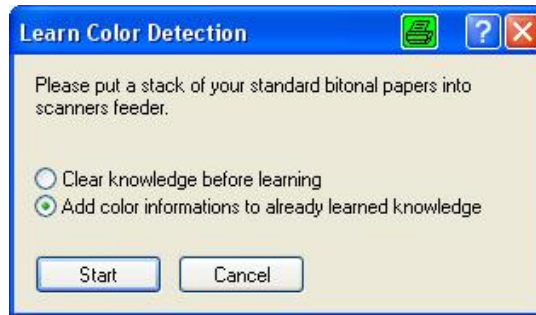 Learn Color Detection
Please put a stack of your standard bitonal papers into
scanners feeder.
Clear knowledge before learning
Add color informations to already learned knowledge
Start Cancel